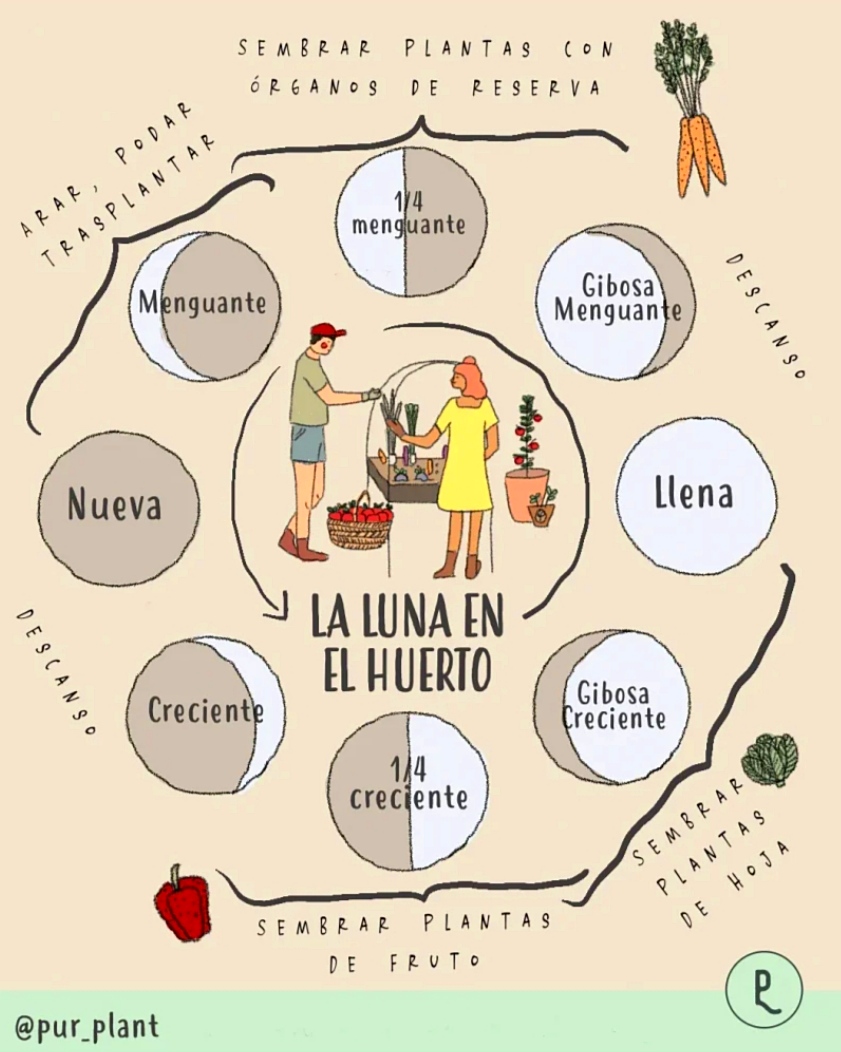 SEMBRAR PLANTAS CON
ÓRGANOS DE RESERVA
ARAR, PODAR
TRASPLANTAR
1/4
menguante
Menguante
Gibosa
Menguante
DESCANSO
Nueva
Llena
LA LUNA EN
EL HUERTO
DESCANSO
Creciente
1/4
creciente
Gibosa
Creciente
SEMBRAR
PLANTAS
DE HOJA
SEMBRAR PLANTAS
DE FRUTO
@pur_plant
P